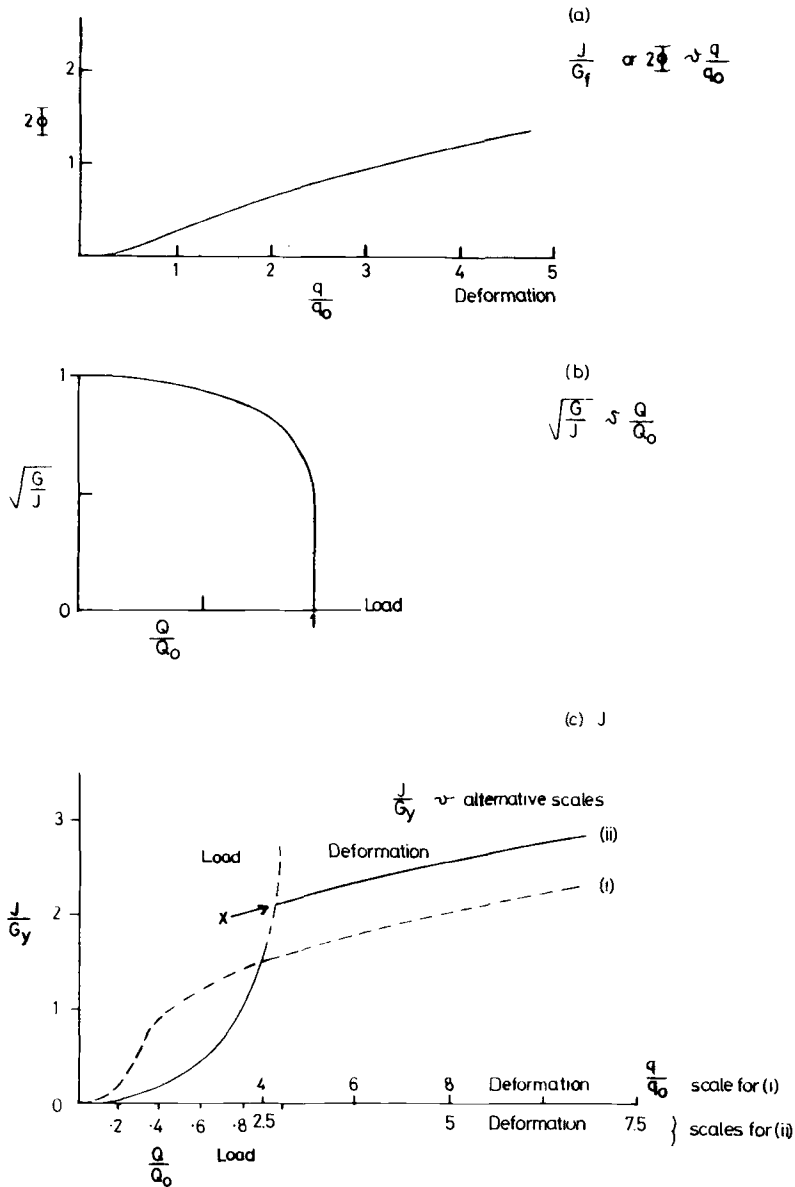 (a)
J/G_f or 2Φ ~ q/q_o
2
2Φ
1
1 2 3 4 5
q/q_o Deformation
(b)
√G/J ~ Q/Q_o
1
√G/J
0
1
Load
Q/Q_o
(c) J
J/G_y ~ alternative scales
3
Load Deformation
(ii)
(i)
X
2
J/G_y
1
4 6 8 Deformation q/q_o scale for (i)
0
.2 .4 .6 .8 2.5 5 Deformation 7.5 } scales for (ii)
Q/Q_o Load